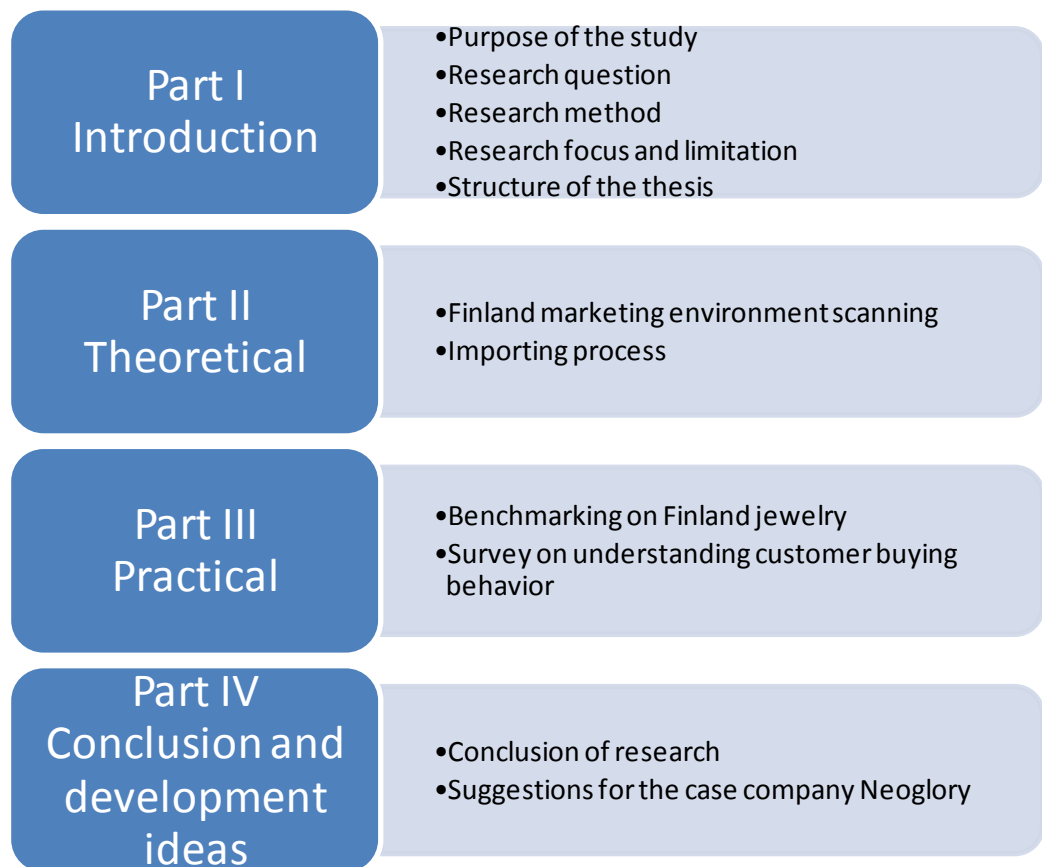 Part I
Introduction
•Purpose of the study
•Research question
•Research method
•Research focus and limitation
•Structure of the thesis
Part II
Theoretical
•Finland marketing environment scanning
•Importing process
Part III
Practical
•Benchmarking on Finland jewelry
•Survey on understanding customer buying
behavior
Part IV
Conclusion and
development
ideas
•Conclusion of research
•Suggestions for the case company Neoglory